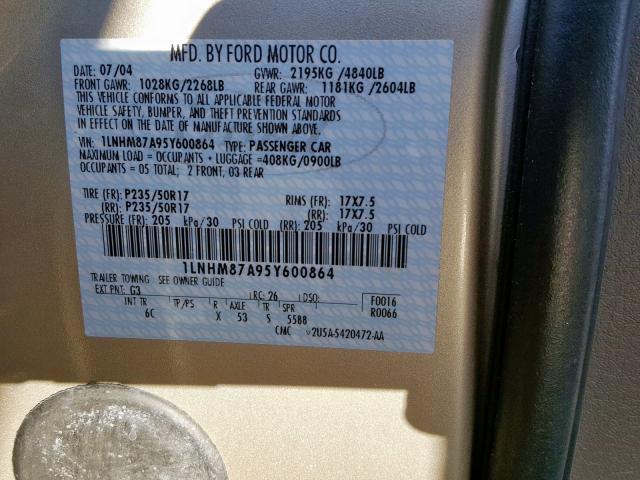 MFD. BY FORD MOTOR CO.
DATE: 07/04 GVWR: 2195KG /4840LB
FRONT GAWR: 1028KG/2268LB REAR GAWR: 1181KG /2604LB
THIS VEHICLE CONFORMS TO ALL APPLICABLE FEDERAL MOTOR
VEHICLE SAFETY, BUMPER, AND THEFT PREVENTION STANDARDS
IN EFFECT ON THE DATE OF MANUFACTURE SHOWN ABOVE.
VIN: 1LNHM87A95Y600864 TYPE: PASSENGER CAR
MAXIMUM LOAD = OCCUPANTS + LUGGAGE = 408KG/0900LB
OCCUPANTS = 05 TOTAL; 2 FRONT, 03 REAR
TIRE (FR): P235/50R17 RIMS (FR): 17X7.5
(RR): P235/50R17 (RR): 17X7.5
PRESSURE (FR): 205 kPa/30 PSI COLD (RR): 205 kPa/30 PSI COLD
1LNHM87A95Y600864
TRAILER TOWING - SEE OWNER GUIDE
EXT PNT: G3 RC: 26 DSO: F0016
INT TR TP/PS R AXLE TR SPR R0066
6C X 53 S 5588
CMC v2U5A-5420472-AA